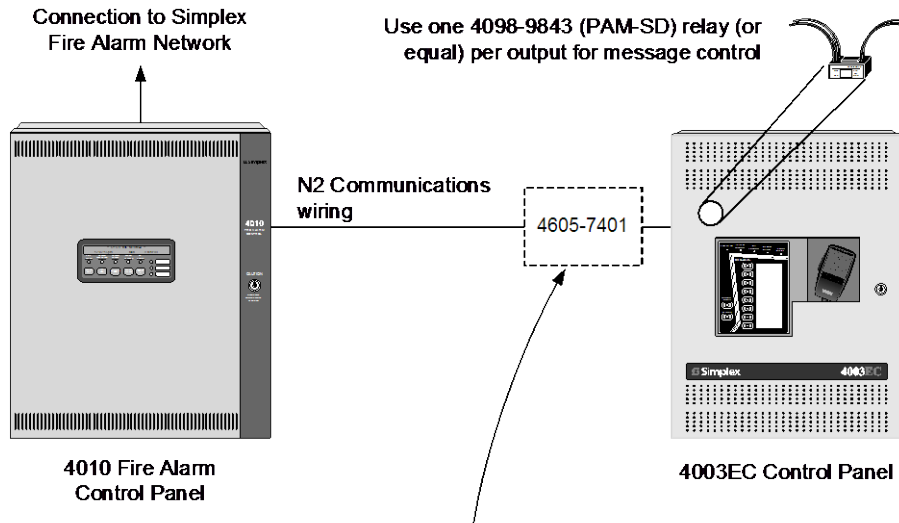 Connection to Simplex
Fire Alarm Network
Use one 4098-9843 (PAM-SD) relay (or
equal) per output for message control
N2 Communications
wiring
4605-7401
Simplex
4010
Simplex
4003EC
4010 Fire Alarm
Control Panel
4003EC Control Panel